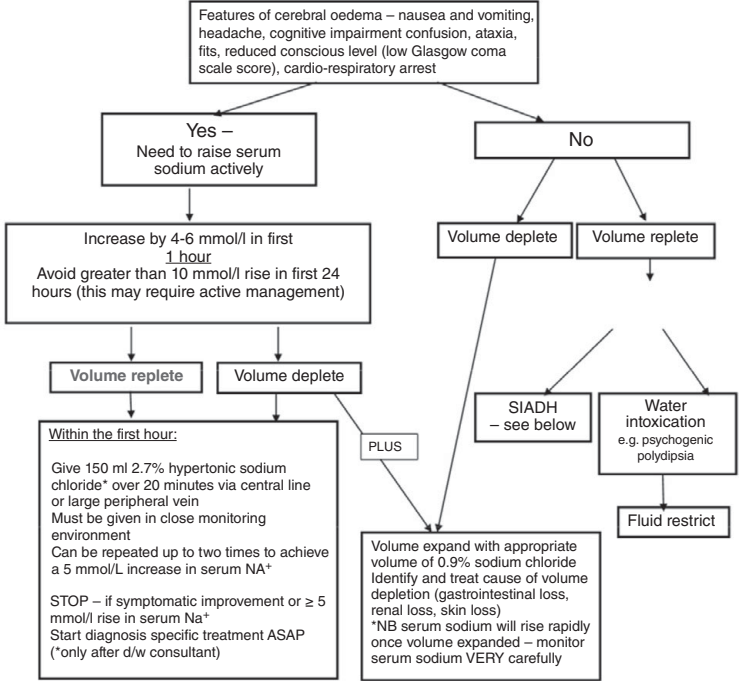 Features of cerebral oedema – nausea and vomiting,
headache, cognitive impairment confusion, ataxia,
fits, reduced conscious level (low Glasgow coma
scale score), cardio-respiratory arrest
Yes –
Need to raise serum
sodium actively
No
Increase by 4-6 mmol/l in first
1 hour
Avoid greater than 10 mmol/l rise in first 24
hours (this may require active management)
Volume deplete
Volume replete
Volume replete
Volume deplete
PLUS
SIADH
– see below
Water
intoxication
e.g. psychogenic
polydipsia
Fluid restrict
Within the first hour:
Give 150 ml 2.7% hypertonic sodium
chloride* over 20 minutes via central line
or large peripheral vein
Must be given in close monitoring
environment
Can be repeated up to two times to achieve
a 5 mmol/L increase in serum NA⁺
STOP – if symptomatic improvement or ≥ 5
mmol/L rise in serum Na⁺
Start diagnosis specific treatment ASAP
(*only after d/w consultant)
Volume expand with appropriate
volume of 0.9% sodium chloride
Identify and treat cause of volume
depletion (gastrointestinal loss,
renal loss, skin loss)
*NB serum sodium will rise rapidly
once volume expanded – monitor
serum sodium VERY carefully